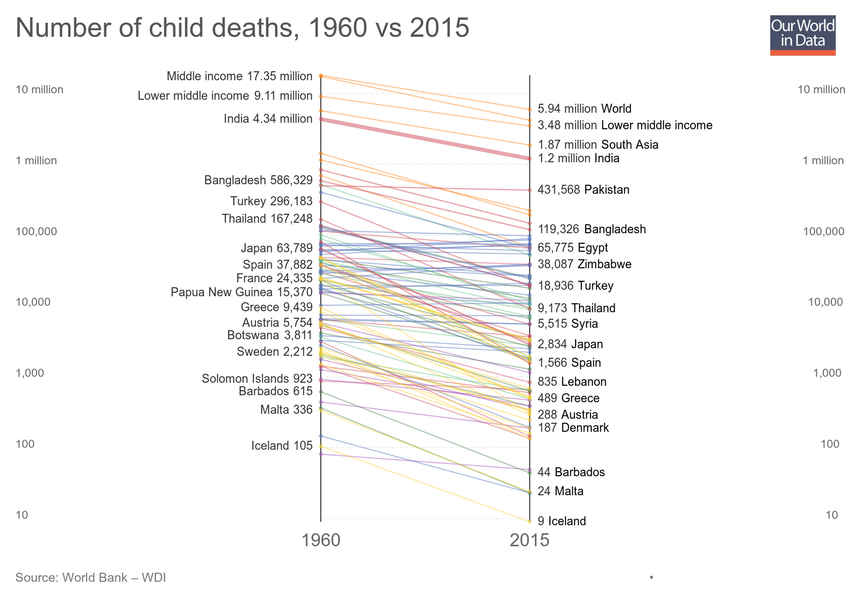 Number of child deaths, 1960 vs 2015
Our World
in Data
10 million
1 million
100,000
10,000
1,000
100
10
Middle income 17.35 million
Lower middle income 9.11 million
India 4.34 million
Bangladesh 586,329
Turkey 296,183
Thailand 167,248
Japan 63,789
Spain 37,882
France 24,335
Papua New Guinea 15,370
Greece 9,439
Austria 5,754
Botswana 3,811
Sweden 2,212
Solomon Islands 923
Barbados 615
Malta 336
Iceland 105
5.94 million World
3.48 million Lower middle income
1.87 million South Asia
1.2 million India
431,568 Pakistan
119,326 Bangladesh
65,775 Egypt
38,087 Zimbabwe
18,936 Turkey
9,173 Thailand
5,515 Syria
2,834 Japan
1,566 Spain
835 Lebanon
489 Greece
288 Austria
187 Denmark
44 Barbados
24 Malta
9 Iceland
10 million
1 million
100,000
10,000
1,000
100
10
1960
2015
Source: World Bank – WDI